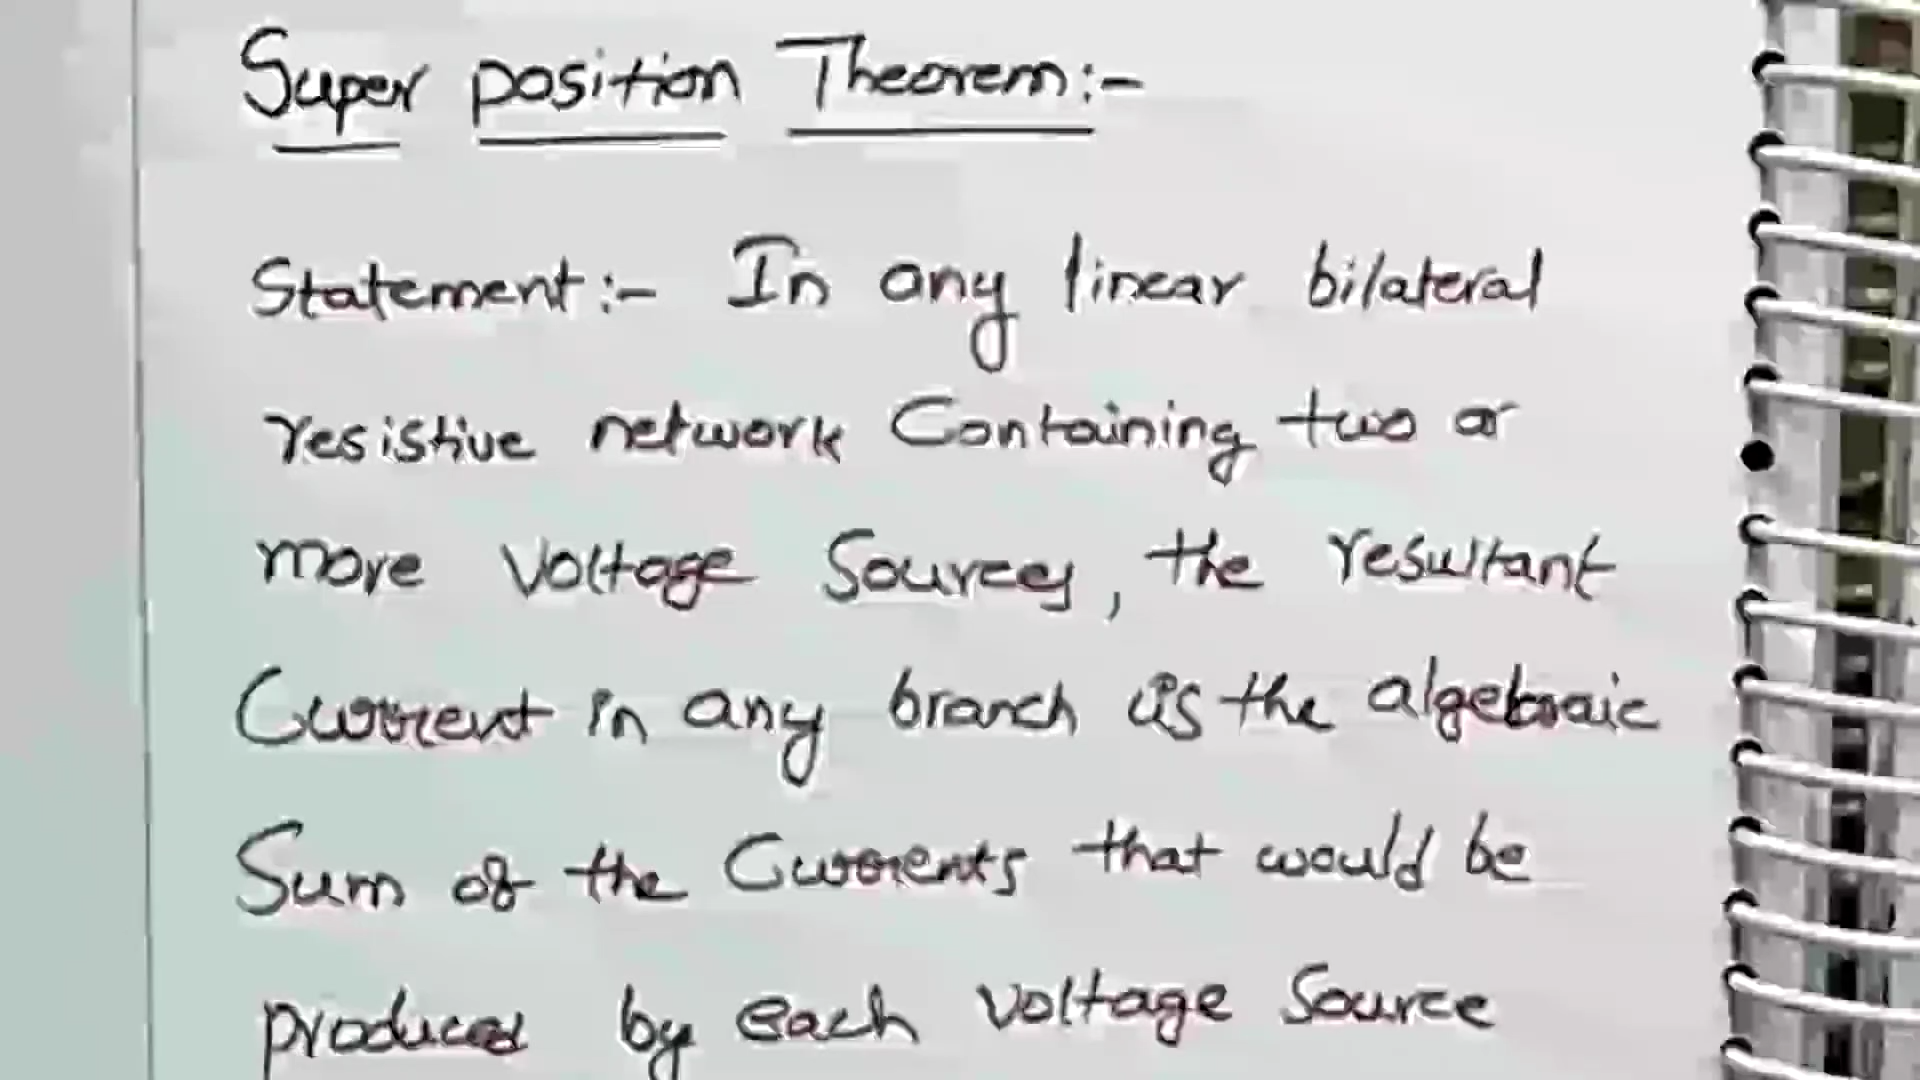 Super position Theorem:-
Statement:- In any linear bilateral
resistive network Containing two or
more Voltage Sources, the resultant
Current in any branch is the algebraic
Sum of the Currents that would be
produced by each Voltage Source